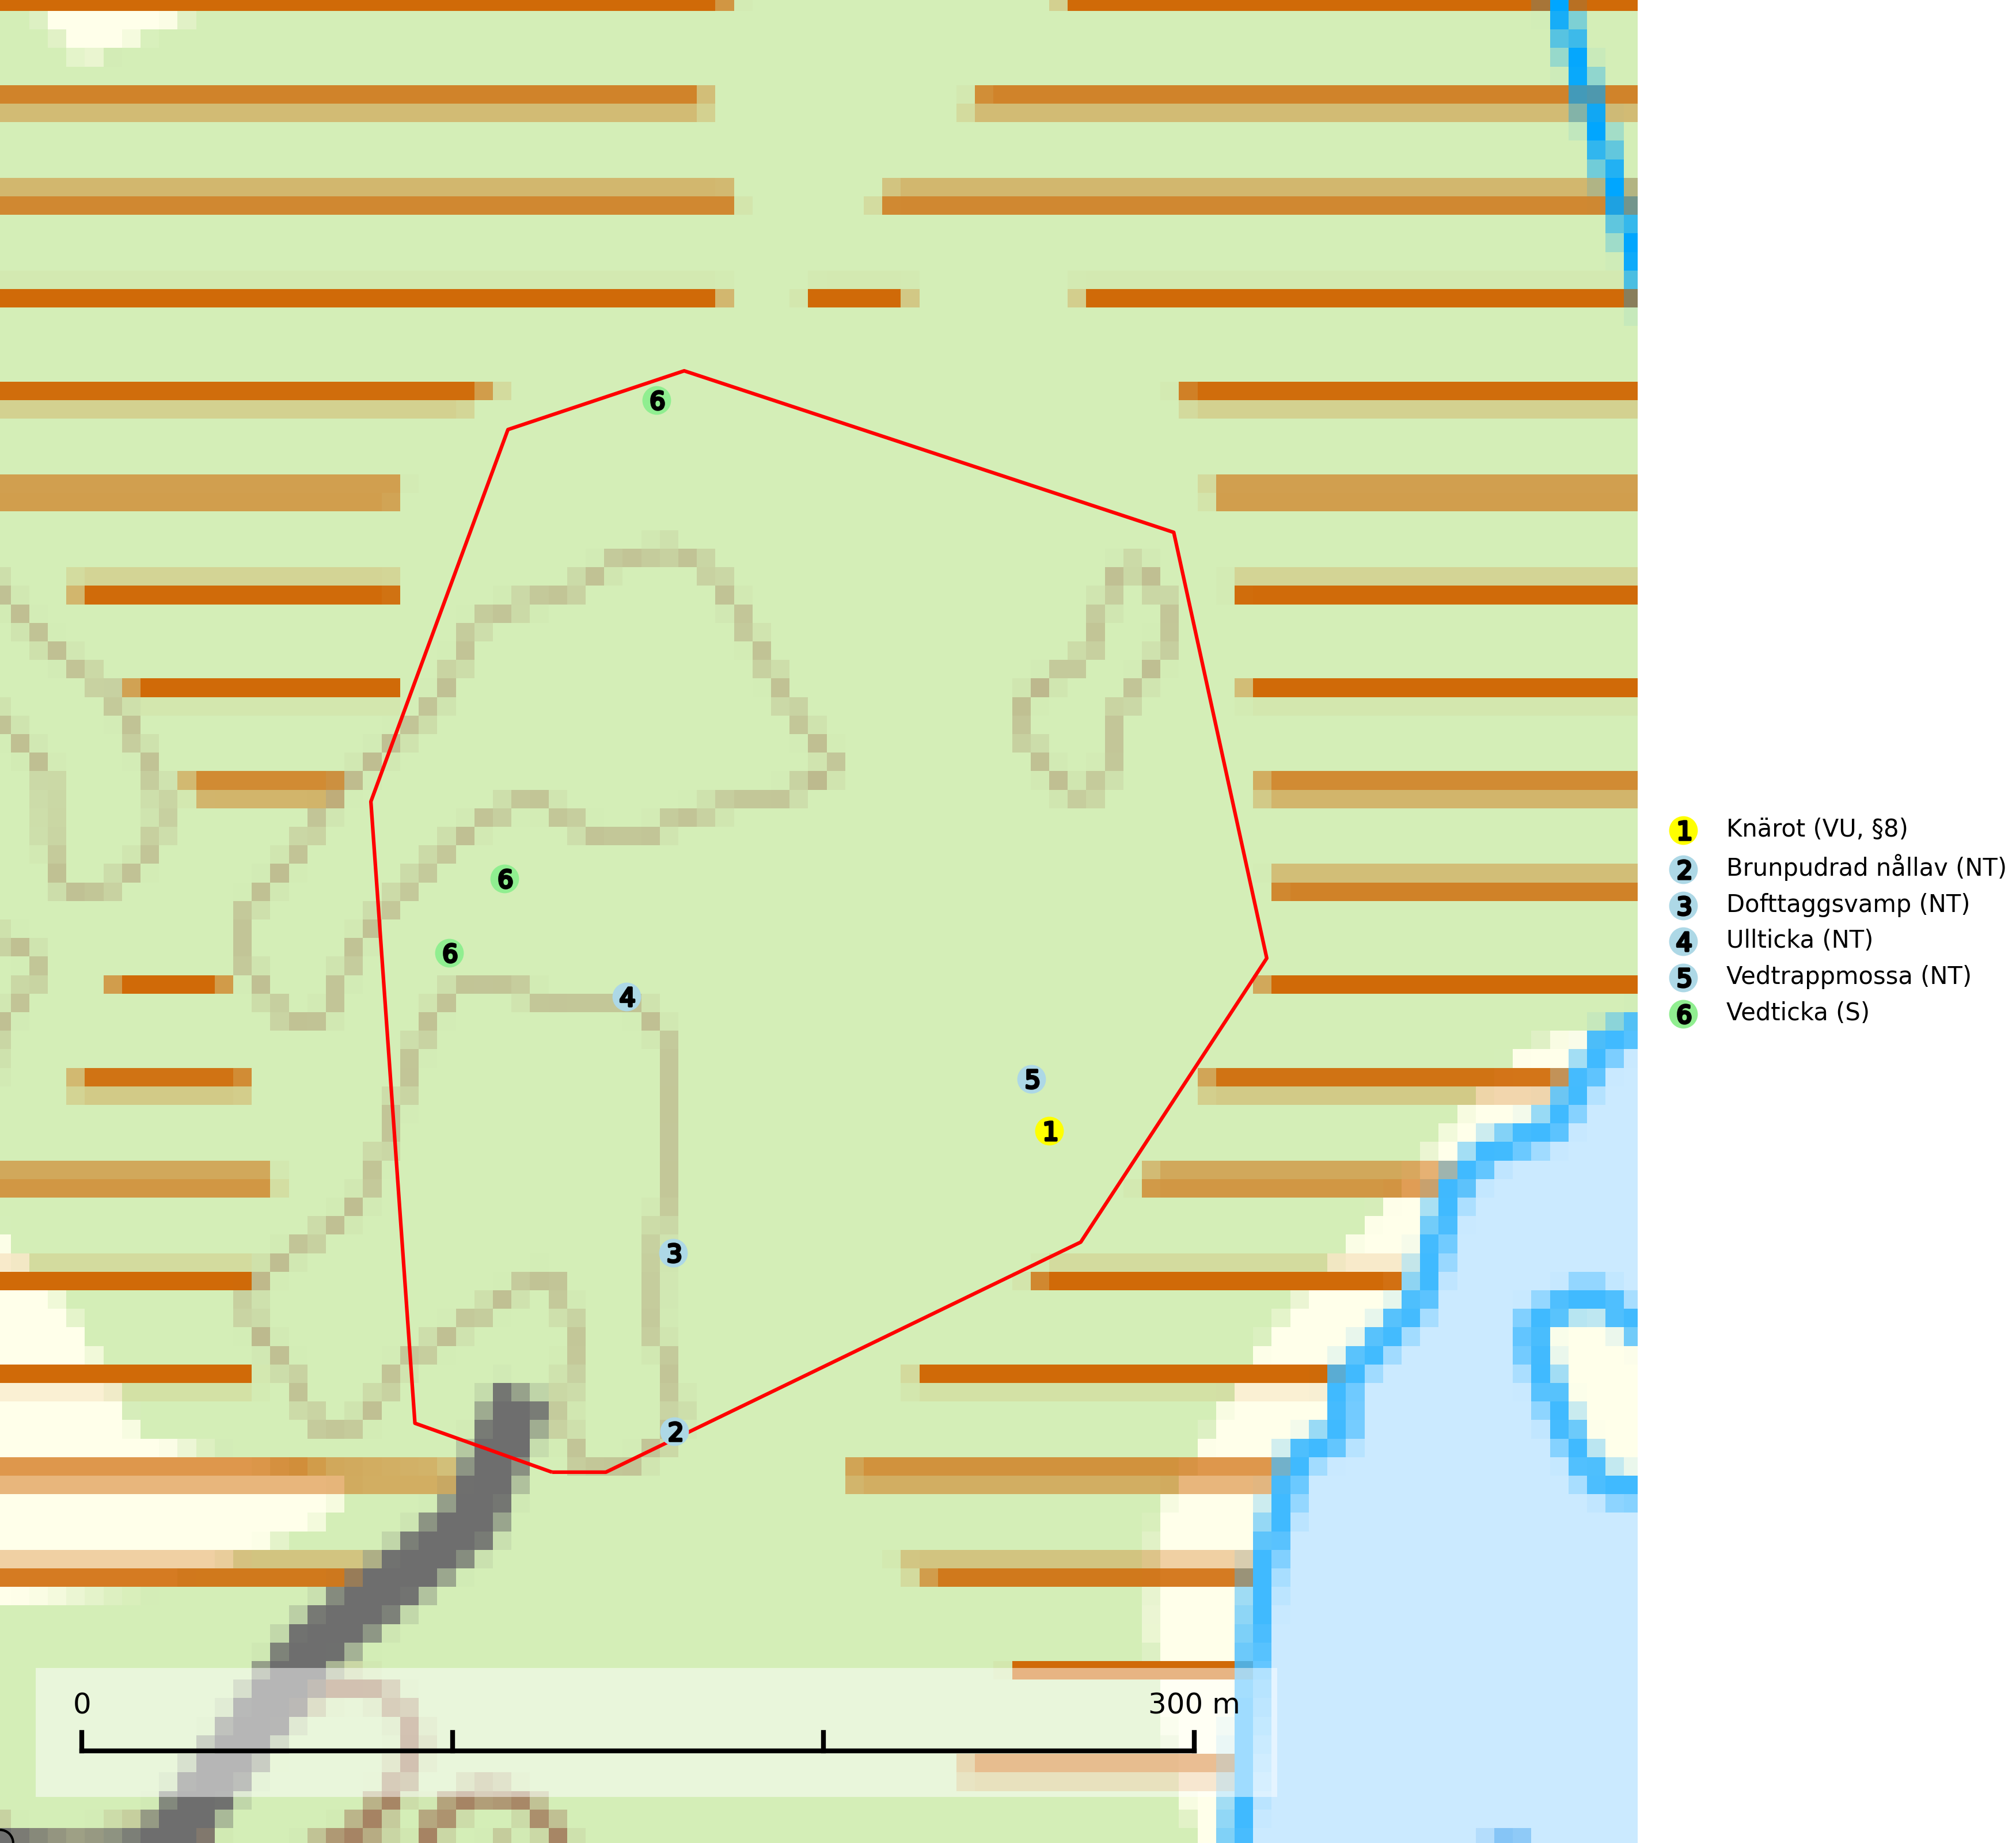 6
6
6
4
5
1
3
2
1 Knärot (VU, §8)
2 Brunpudrad nållav (NT)
3 Dofttaggsvamp (NT)
4 Ullticka (NT)
5 Vedtrappmossa (NT)
6 Vedticka (S)
0 300 m